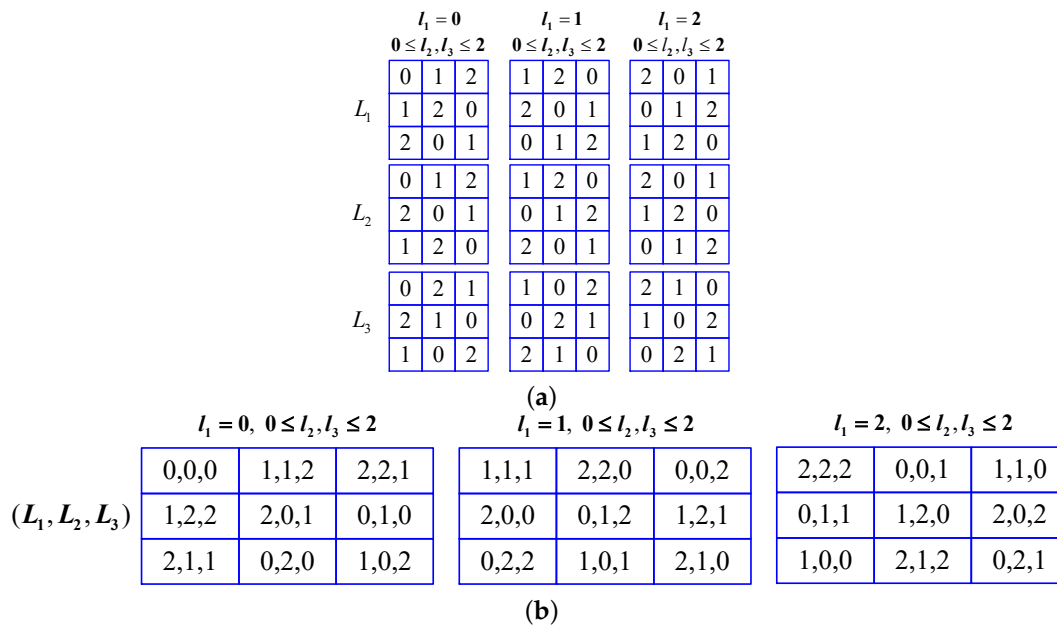 l₁ = 0 l₁ = 1 l₁ = 2
0 ≤ l₂, l₃ ≤ 2 0 ≤ l₂, l₃ ≤ 2 0 ≤ l₂, l₃ ≤ 2
0 1 2 1 2 0 2 0 1
L₁ 1 2 0 2 0 1 0 1 2
2 0 1 0 1 2 1 2 0
0 1 2 1 2 0 2 0 1
L₂ 2 0 1 0 1 2 1 2 0
1 2 0 2 0 1 0 1 2
0 2 1 1 0 2 2 1 0
L₃ 2 1 0 0 2 1 1 0 2
1 0 2 2 1 0 0 2 1
(a)
l₁ = 0, 0 ≤ l₂, l₃ ≤ 2 l₁ = 1, 0 ≤ l₂, l₃ ≤ 2 l₁ = 2, 0 ≤ l₂, l₃ ≤ 2
0,0,0 1,1,2 2,2,1 1,1,1 2,2,0 0,0,2 2,2,2 0,0,1 1,1,0
(L₁, L₂, L₃) 1,2,2 2,0,1 0,1,0 2,0,0 0,1,2 1,2,1 0,1,1 1,2,0 2,0,2
2,1,1 0,2,0 1,0,2 0,2,2 1,0,1 2,1,0 1,0,0 2,1,2 0,2,1
(b)